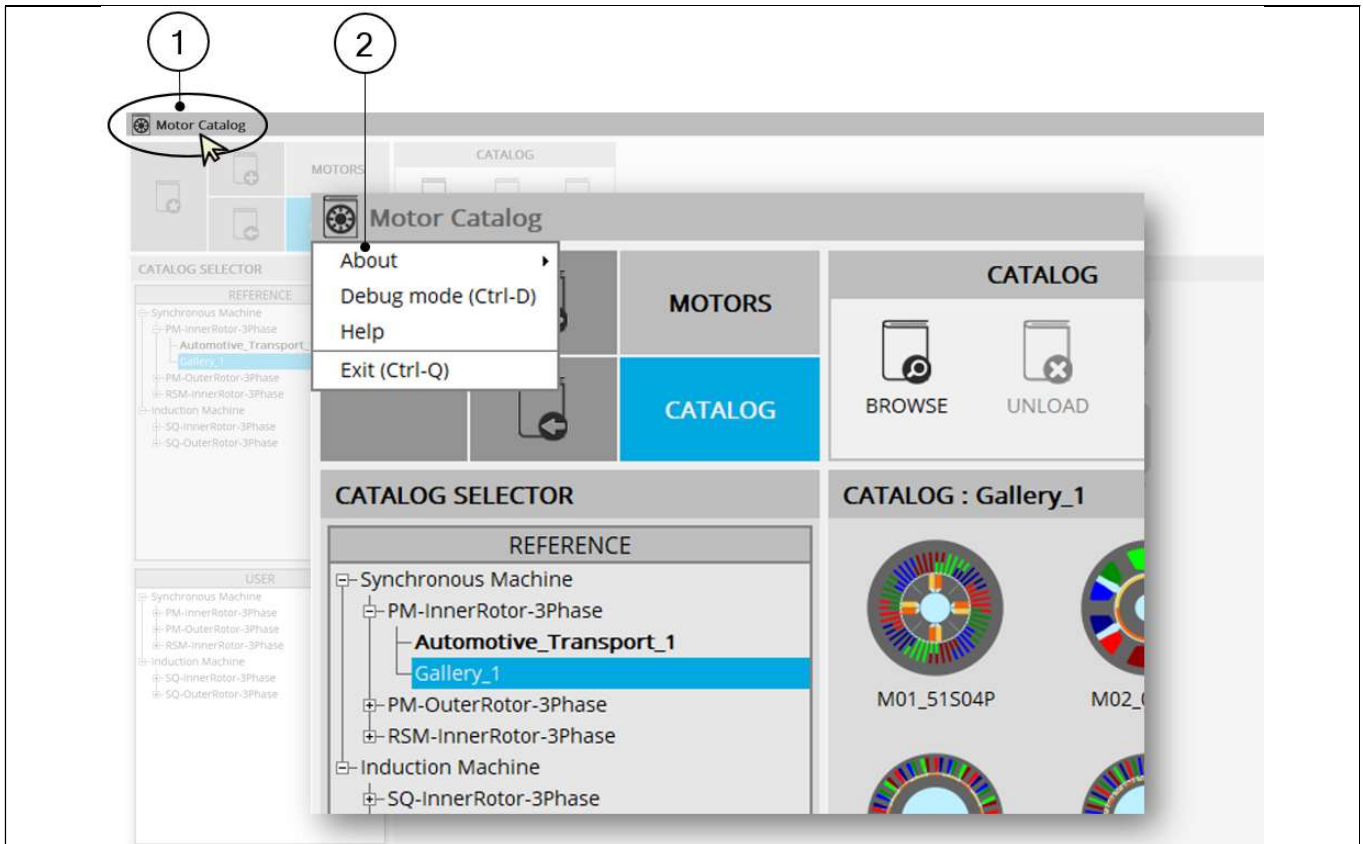 1
2
Motor Catalog
CATALOG
MOTORS
CATALOG SELECTOR
REFERENCE
Synchronous Machine
PM-InnerRotor-3Phase
Automotive_Transport_
Gallery_1
PM-OuterRotor-3Phase
RSM-InnerRotor-3Phase
Induction Machine
SQ-InnerRotor-3Phase
SQ-OuterRotor-3Phase
USER
Synchronous Machine
PM-InnerRotor-3Phase
PM-OuterRotor-3Phase
RSM-InnerRotor-3Phase
Induction Machine
SQ-InnerRotor-3Phase
SQ-OuterRotor-3Phase
Motor Catalog
About
Debug mode (Ctrl-D)
Help
Exit (Ctrl-Q)
MOTORS
CATALOG
CATALOG
BROWSE
UNLOAD
CATALOG SELECTOR
REFERENCE
Synchronous Machine
PM-InnerRotor-3Phase
Automotive_Transport_1
Gallery_1
PM-OuterRotor-3Phase
RSM-InnerRotor-3Phase
Induction Machine
SQ-InnerRotor-3Phase
CATALOG : Gallery_1
M01_51S04P
M02_